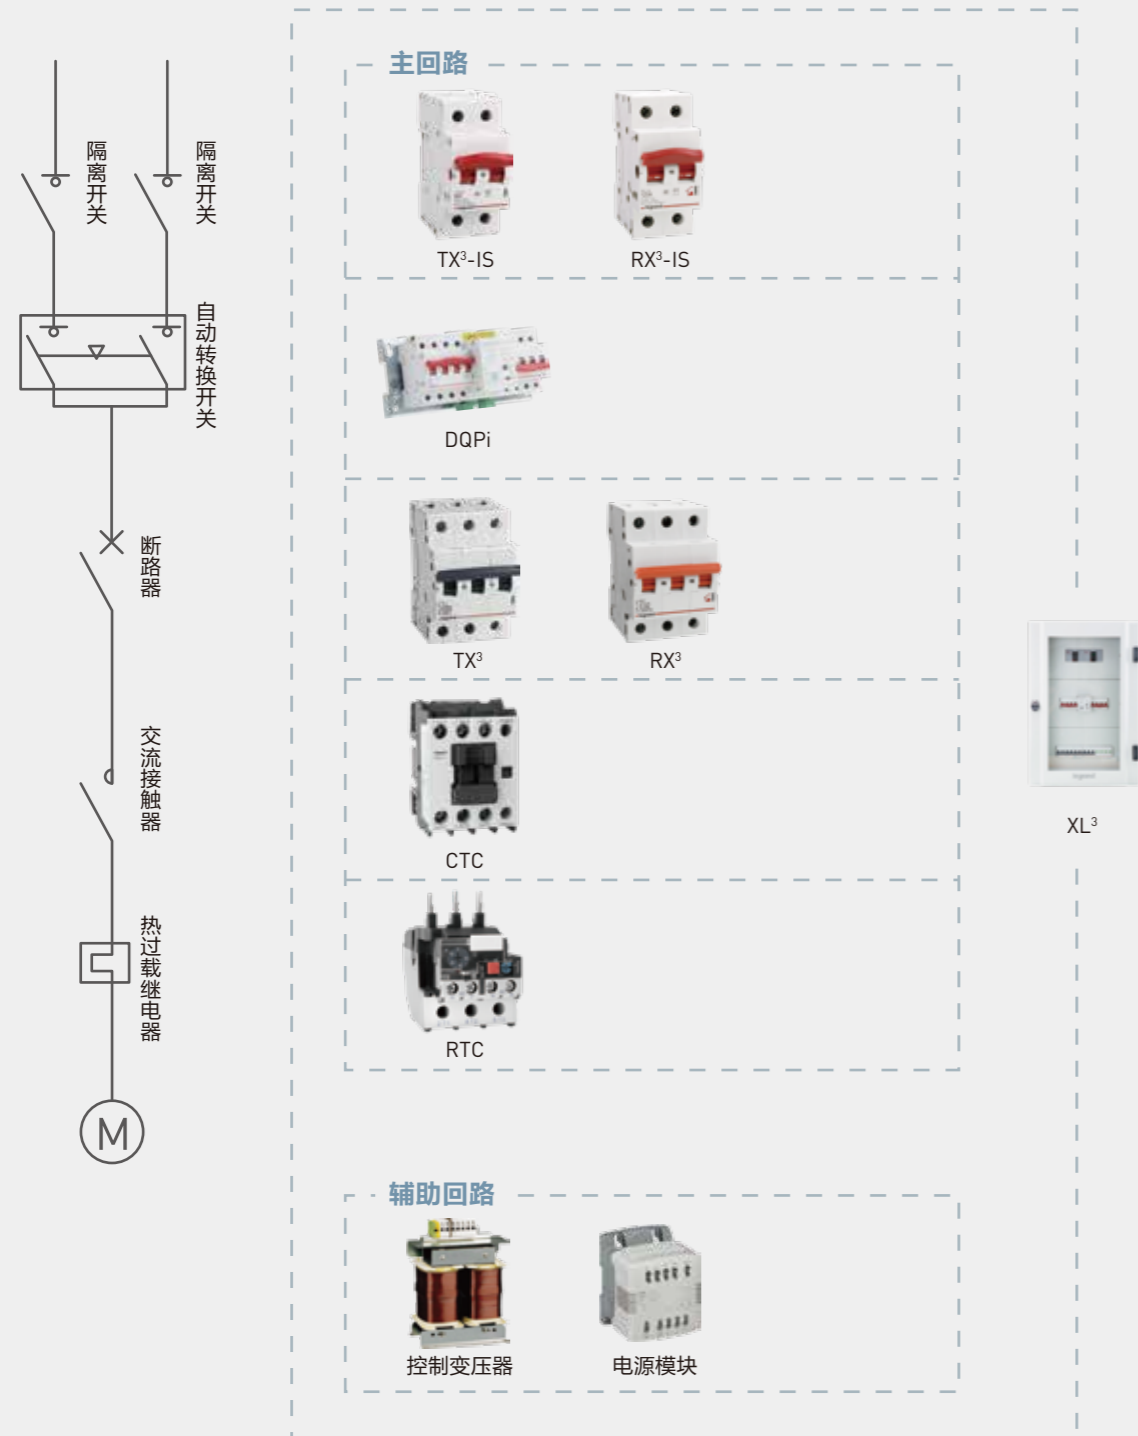 隔离开关
隔离开关
自动转换开关
断路器
交流接触器
热过载继电器
M
主回路
TX³-IS
RX³-IS
DQPi
TX³
RX³
CTC
RTC
XL³
辅助回路
控制变压器
电源模块